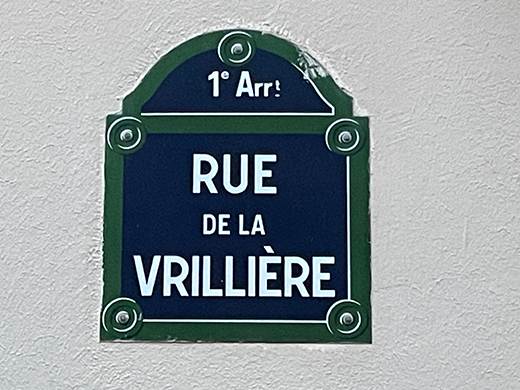 1e Arrt
RUE
DE LA
VRILLIÈRE